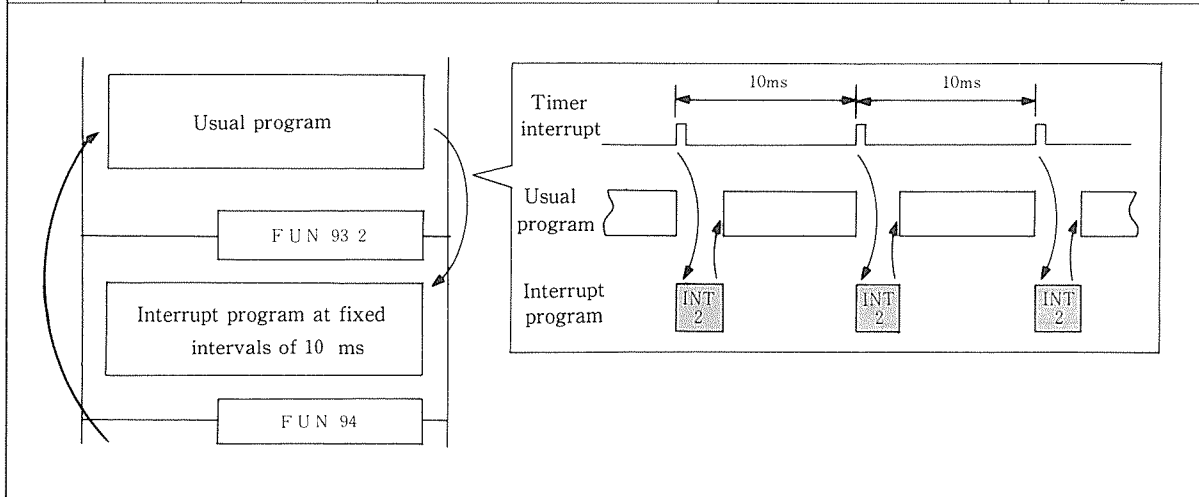 Usual program
FUN 93 2
Interrupt program at fixed
intervals of 10 ms
FUN 94
10ms 10ms
Timer
interrupt
Usual
program
Interrupt
program
INT
2
INT
2
INT
2